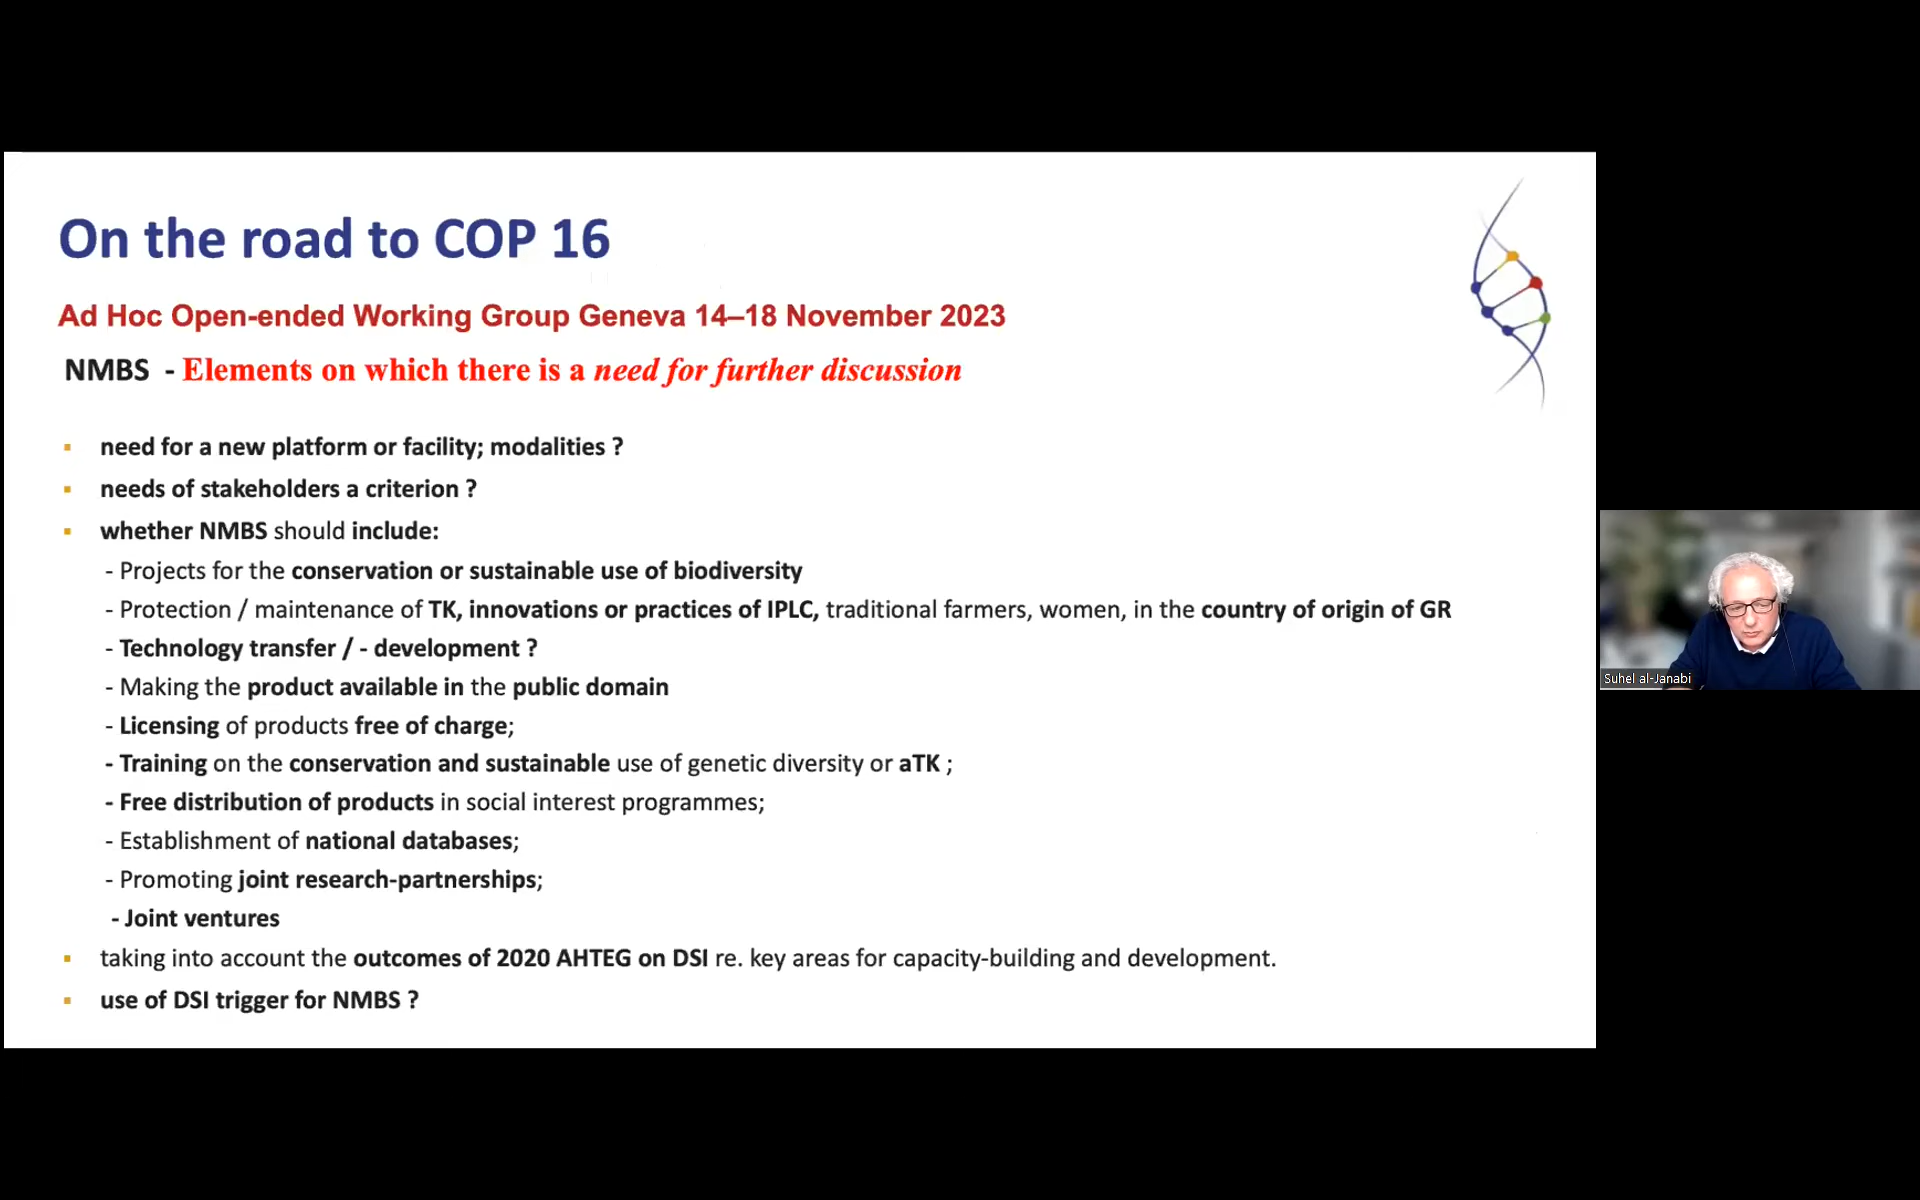 On the road to COP 16
Ad Hoc Open-ended Working Group Geneva 14–18 November 2023
NMBS - Elements on which there is a need for further discussion
▪ need for a new platform or facility; modalities ?
▪ needs of stakeholders a criterion ?
▪ whether NMBS should include:
- Projects for the conservation or sustainable use of biodiversity
- Protection / maintenance of TK, innovations or practices of IPLC, traditional farmers, women, in the country of origin of GR
- Technology transfer / - development ?
- Making the product available in the public domain
- Licensing of products free of charge;
- Training on the conservation and sustainable use of genetic diversity or aTK ;
- Free distribution of products in social interest programmes;
- Establishment of national databases;
- Promoting joint research-partnerships;
- Joint ventures
▪ taking into account the outcomes of 2020 AHTEG on DSI re. key areas for capacity-building and development.
▪ use of DSI trigger for NMBS ?
Suhel al-Janabi